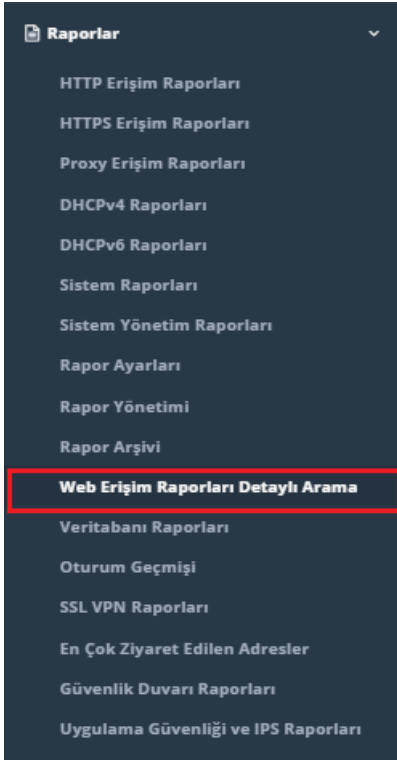 Raporlar
HTTP Erişim Raporları
HTTPS Erişim Raporları
Proxy Erişim Raporları
DHCPv4 Raporları
DHCPv6 Raporları
Sistem Raporları
Sistem Yönetim Raporları
Rapor Ayarları
Rapor Yönetimi
Rapor Arşivi
Web Erişim Raporları Detaylı Arama
Veritabanı Raporları
Oturum Geçmişi
SSL VPN Raporları
En Çok Ziyaret Edilen Adresler
Güvenlik Duvarı Raporları
Uygulama Güvenliği ve IPS Raporları